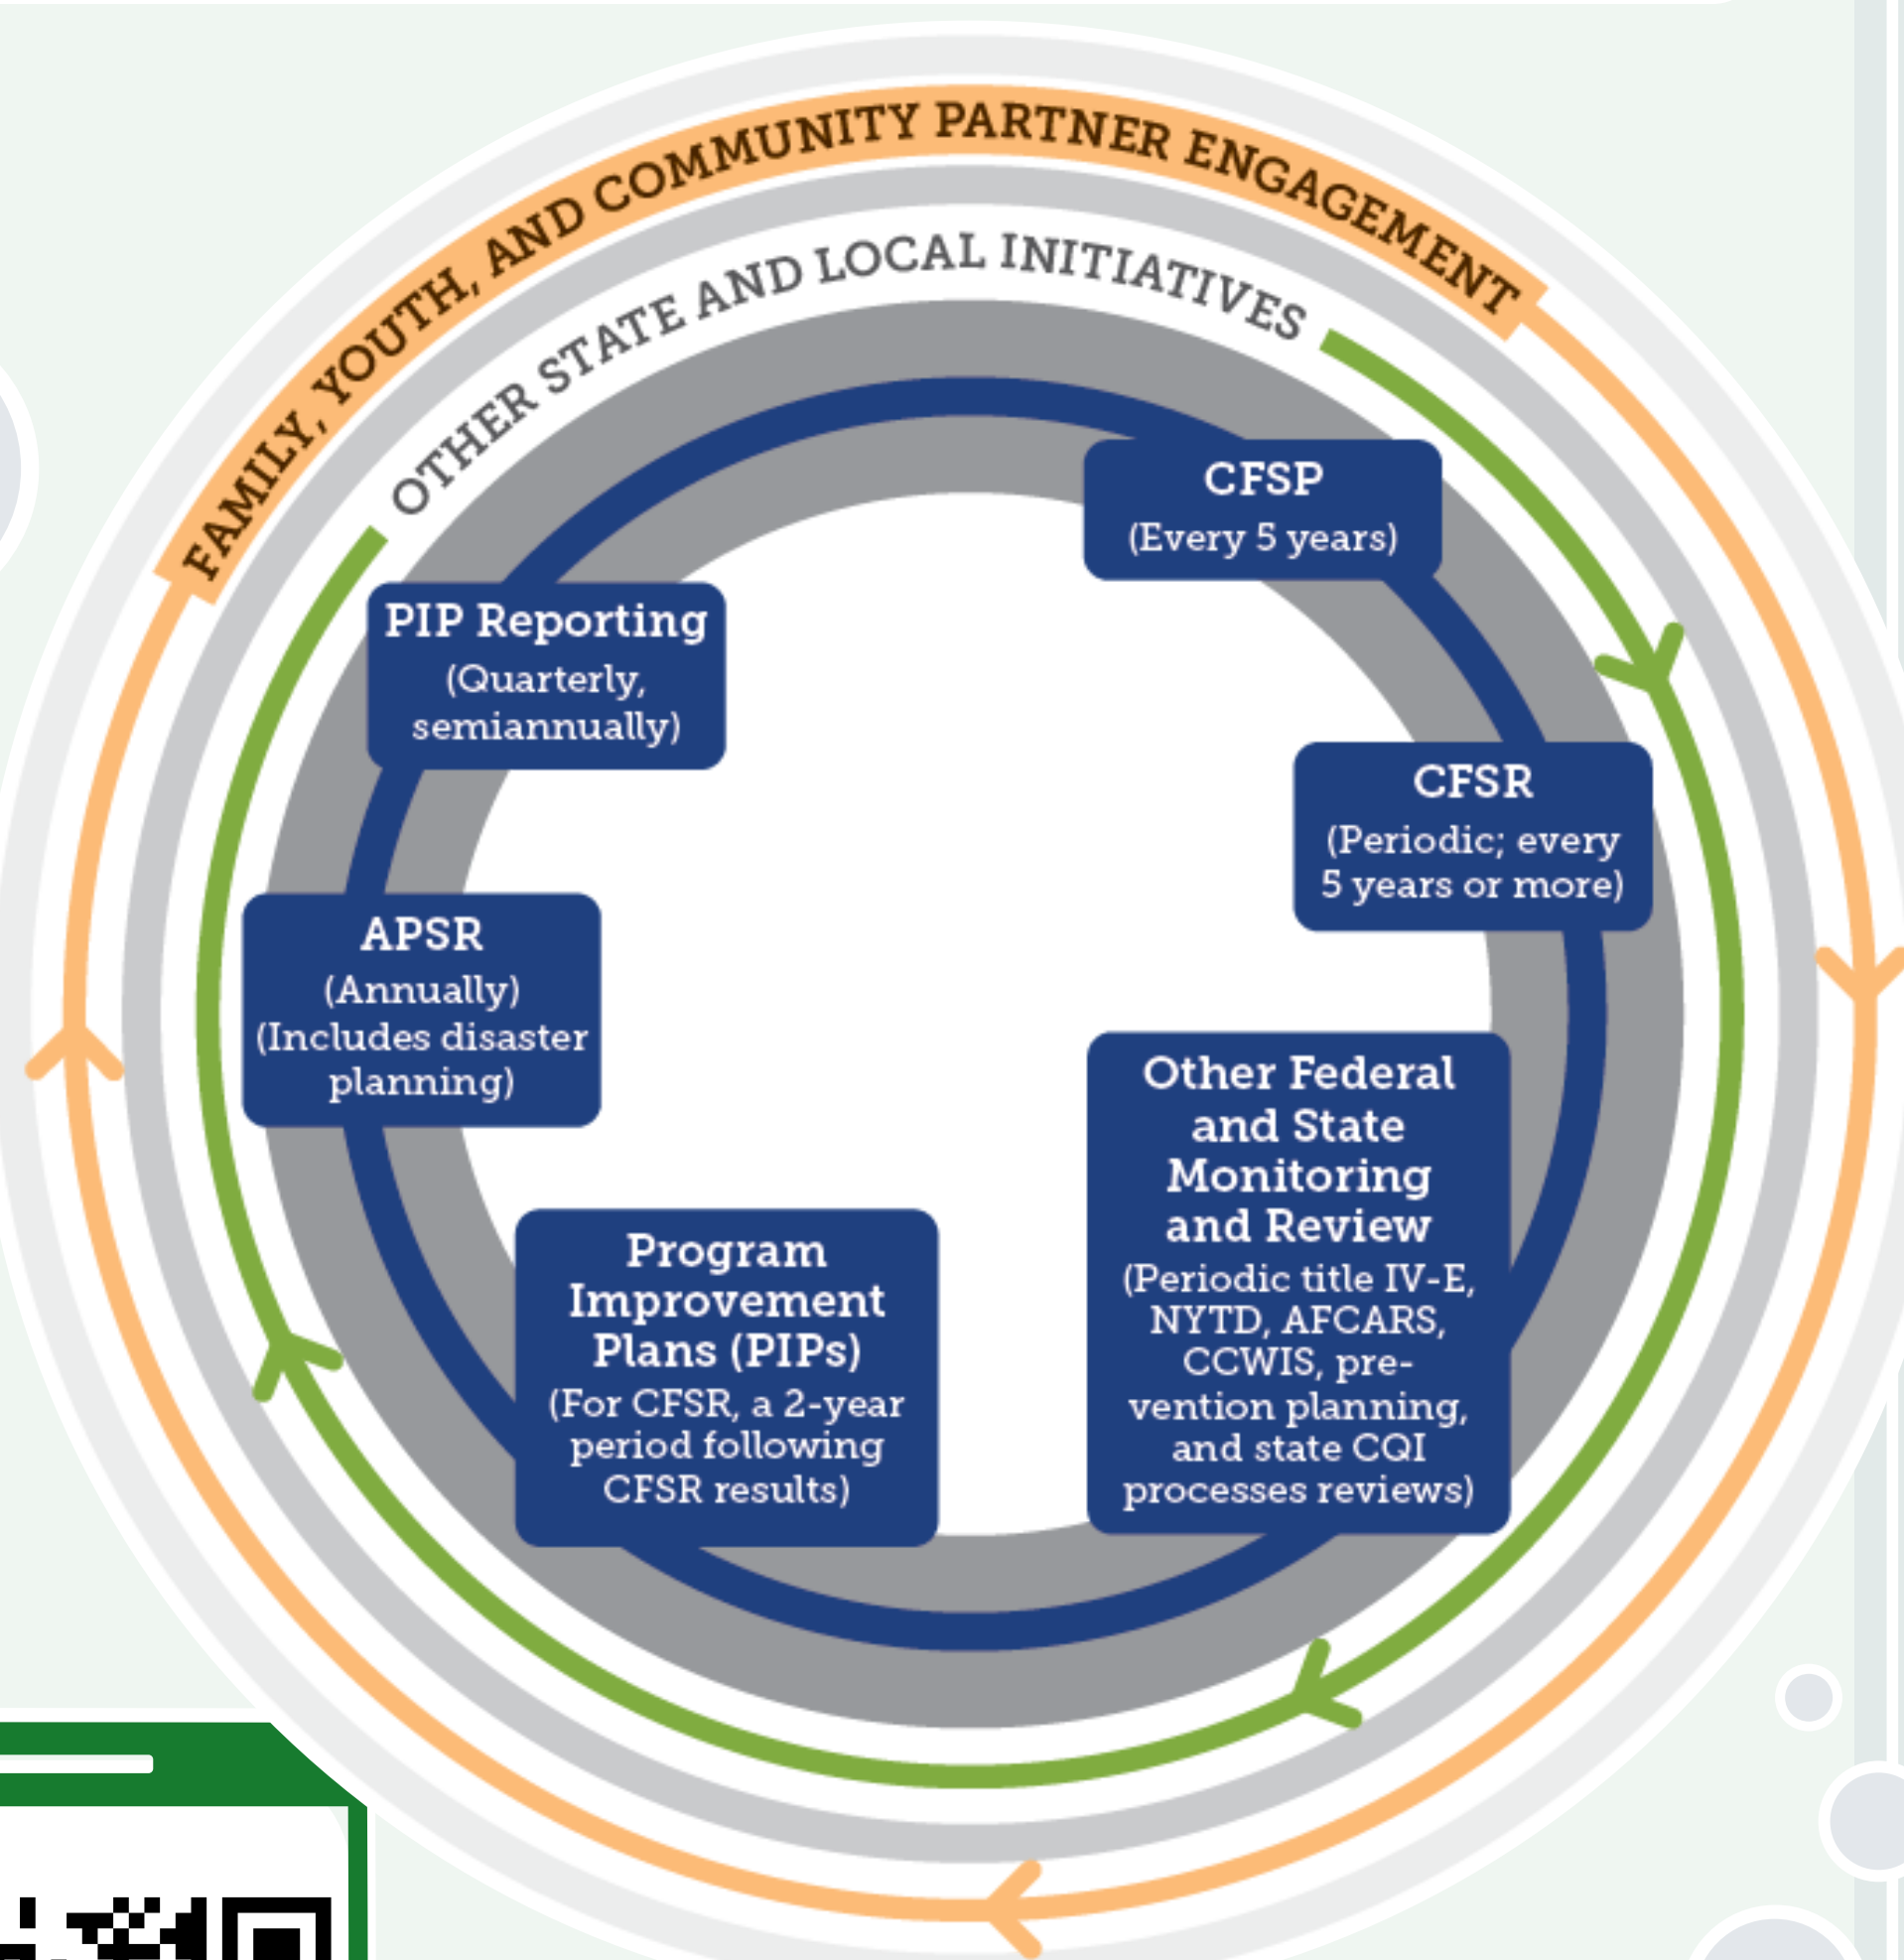 FAMILY, YOUTH, AND COMMUNITY PARTNER ENGAGEMENT
OTHER STATE AND LOCAL INITIATIVES
CFSP
(Every 5 years)
CFSR
(Periodic; every
5 years or more)
Other Federal
and State
Monitoring
and Review
(Periodic title IV-E,
NYTD, AFCARS,
CCWIS, pre-
vention planning,
and state CQI
processes reviews)
Program
Improvement
Plans (PIPs)
(For CFSR, a 2-year
period following
CFSR results)
APSR
(Annually)
(Includes disaster
planning)
PIP Reporting
(Quarterly,
semiannually)